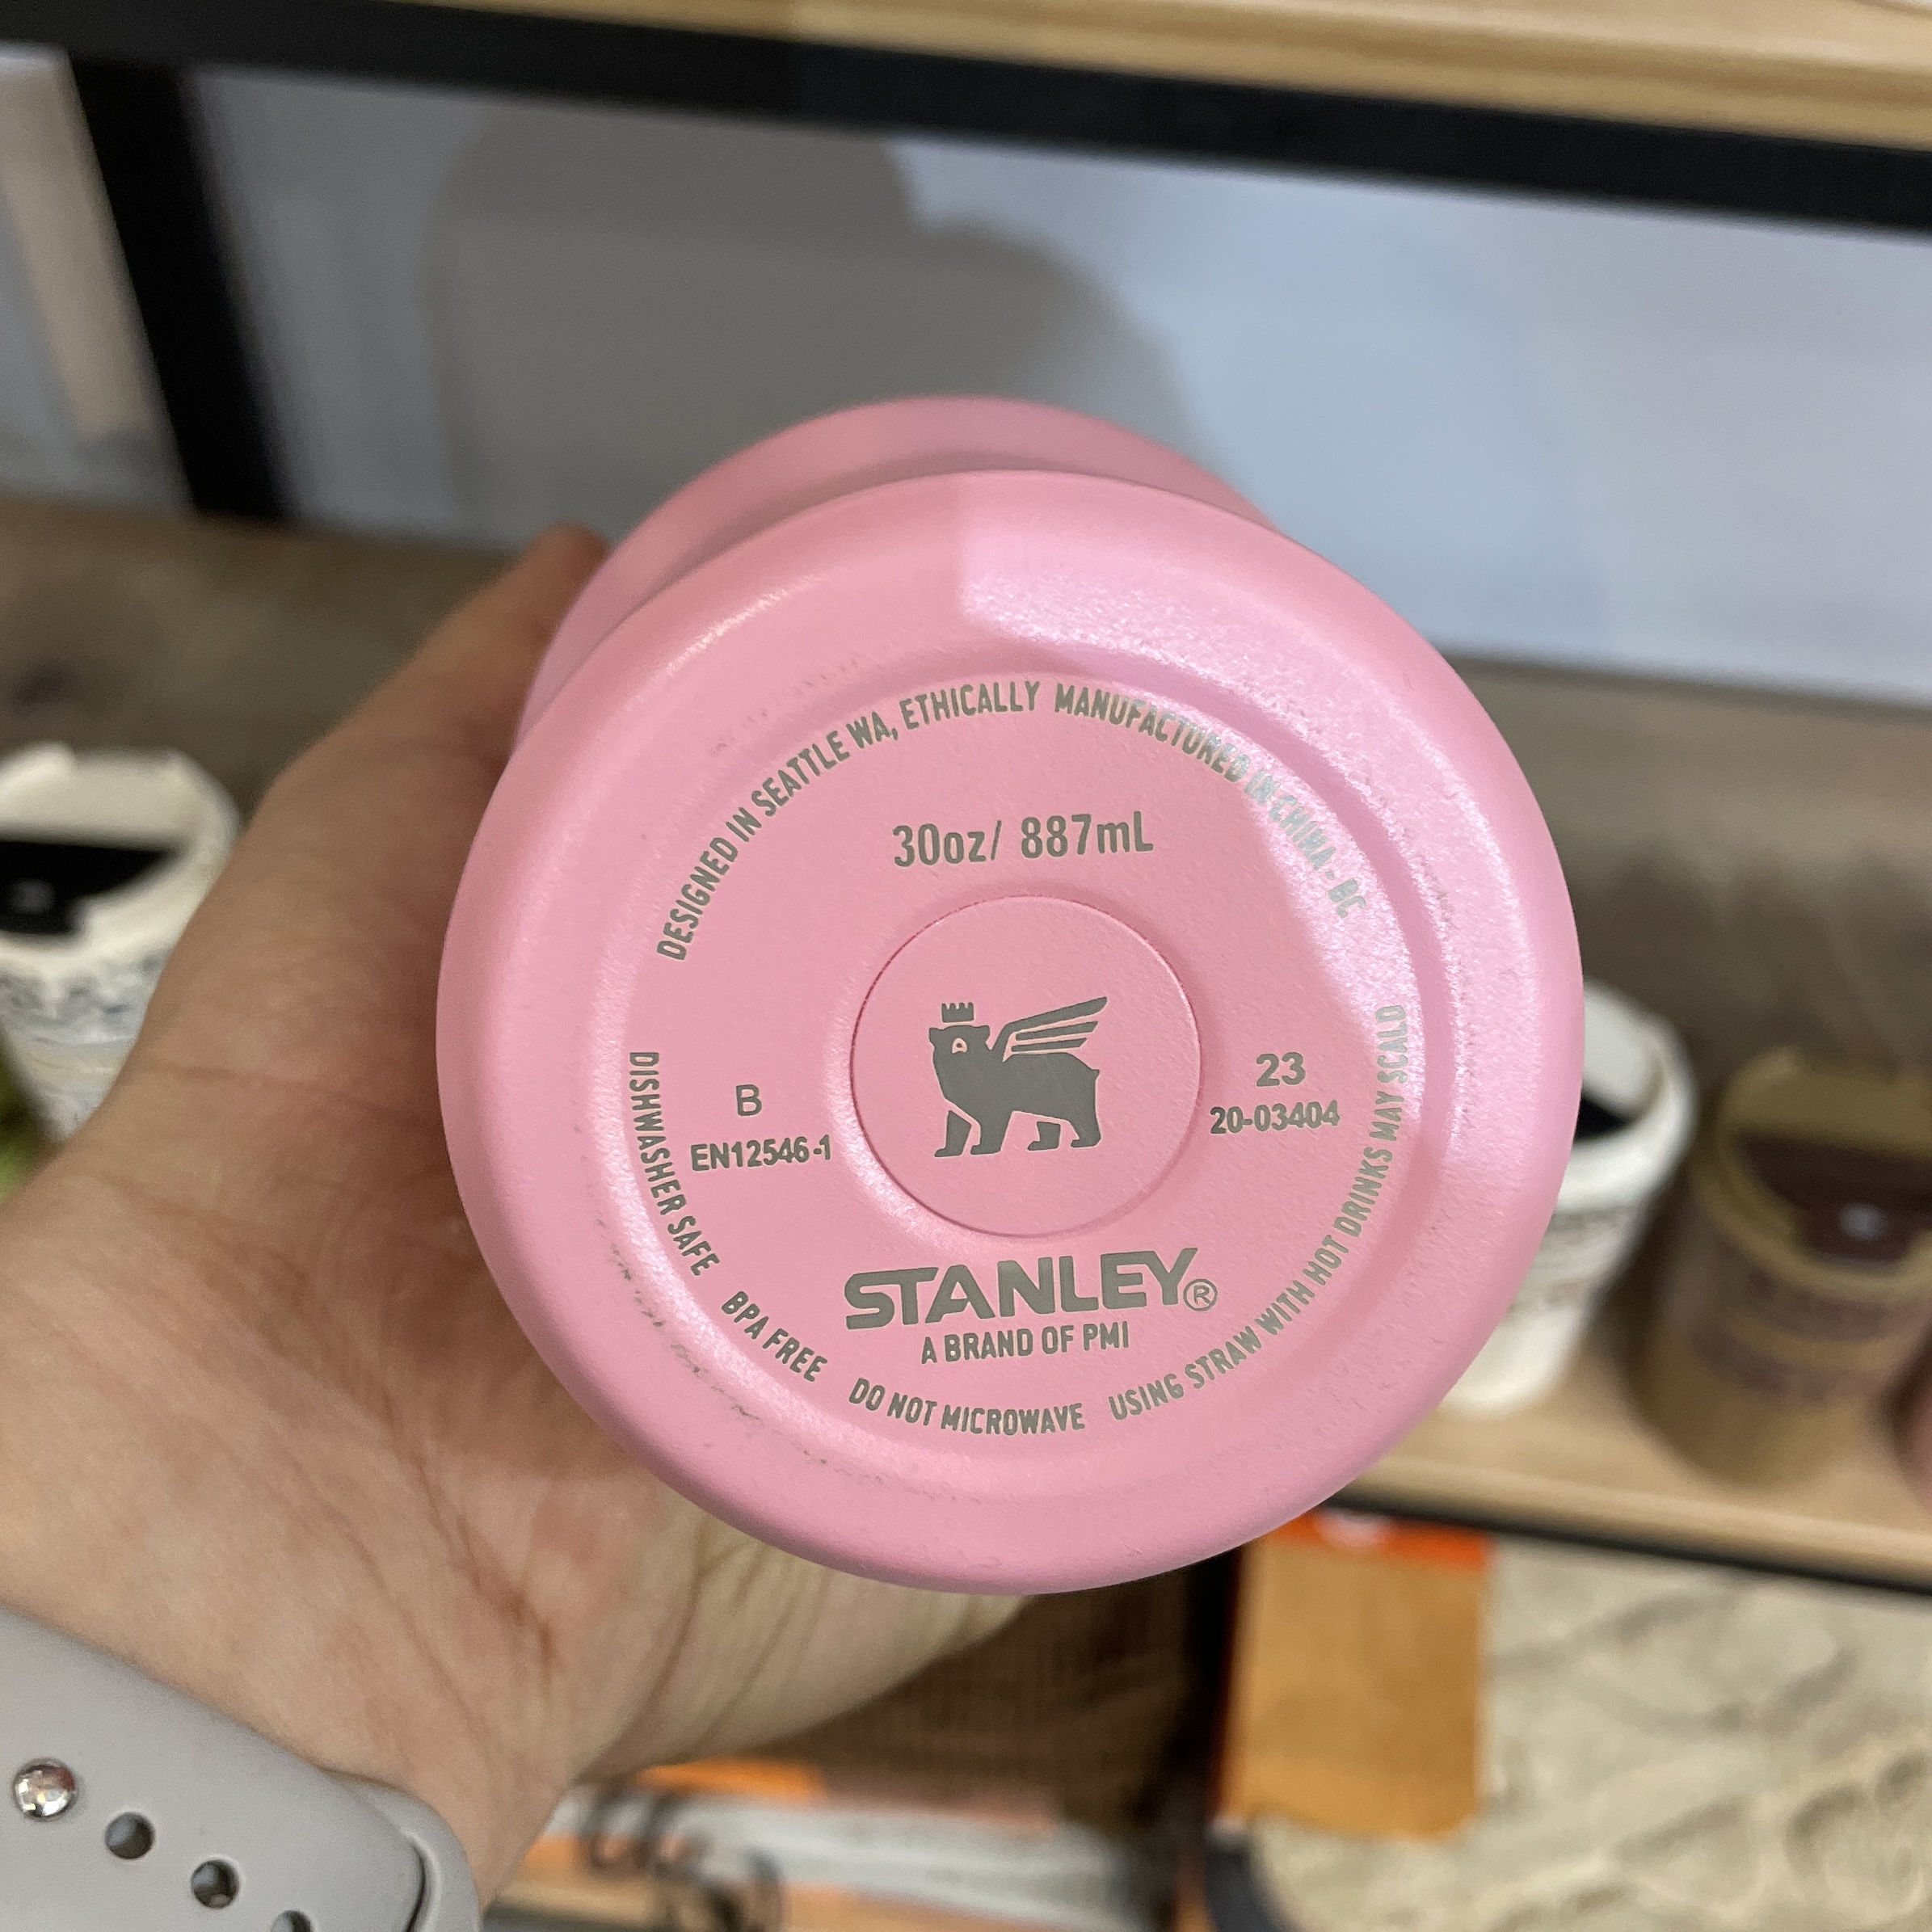 DESIGNED IN SEATTLE WA, ETHICALLY MANUFACTURED IN CHINA - BC
30oz/ 887mL
B
EN12546-1
23
20-03404
STANLEY®
A BRAND OF PMI
DISHWASHER SAFE BPA FREE DO NOT MICROWAVE USING STRAW WITH HOT DRINKS MAY SCALD